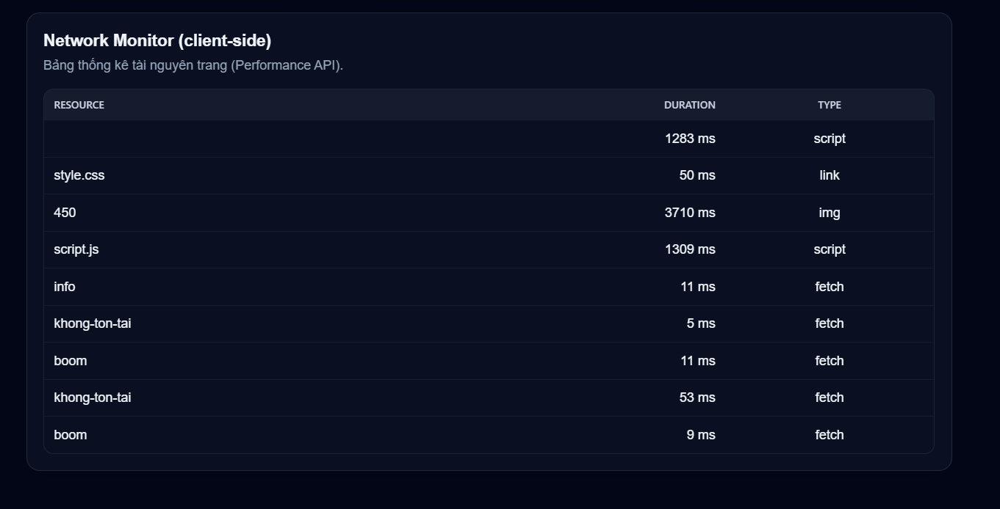 Network Monitor (client-side)
Bảng thống kê tài nguyên trang (Performance API).
RESOURCE DURATION TYPE
1283 ms script
style.css 50 ms link
450 3710 ms img
script.js 1309 ms script
info 11 ms fetch
khong-ton-tai 5 ms fetch
boom 11 ms fetch
khong-ton-tai 53 ms fetch
boom 9 ms fetch